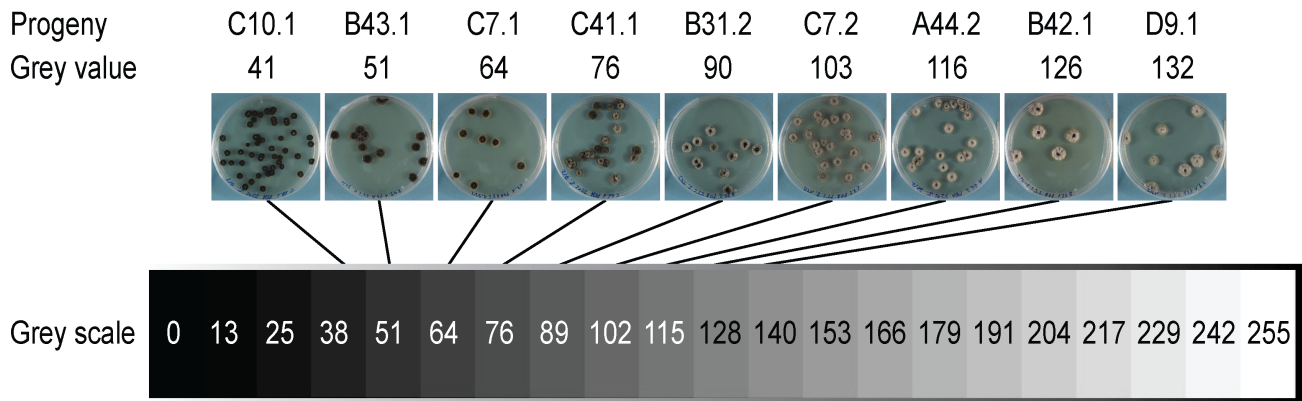 Progeny C10.1 B43.1 C7.1 C41.1 B31.2 C7.2 A44.2 B42.1 D9.1
Grey value 41 51 64 76 90 103 116 126 132
Grey scale 0 13 25 38 51 64 76 89 102 115 128 140 153 166 179 191 204 217 229 242 255